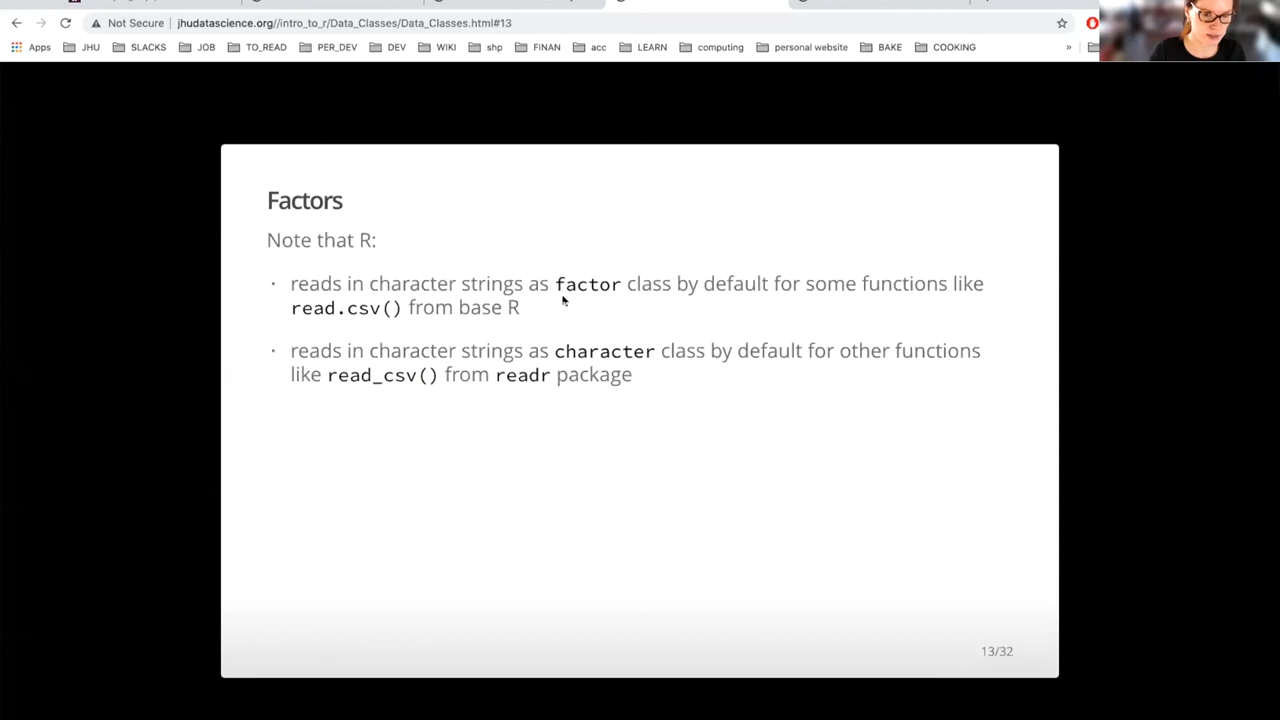 Not Secure
jhudatascience.org//intro_to_r/Data_Classes/Data_Classes.html#13
Apps JHU SLACKS JOB TO_READ PER_DEV DEV WIKI shp FINAN acc LEARN computing personal website BAKE COOKING »
Factors
Note that R:
· reads in character strings as factor class by default for some functions like
read.csv() from base R
· reads in character strings as character class by default for other functions
like read_csv() from readr package
13/32